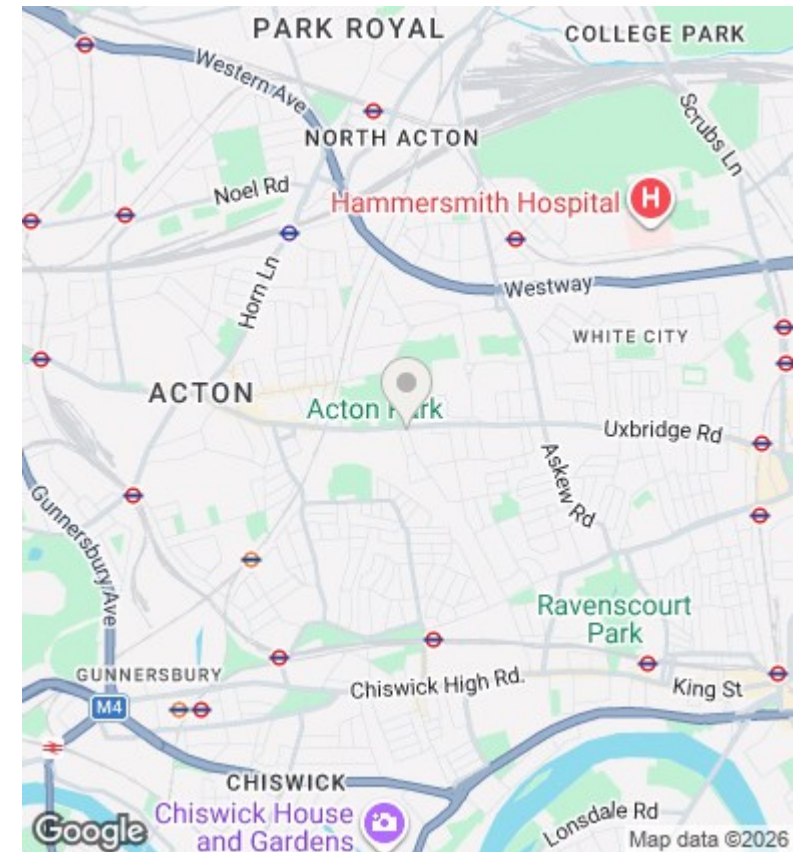 PARK ROYAL
COLLEGE PARK
Western Ave
Scrubs Ln
NORTH ACTON
Noel Rd
Hammersmith Hospital
H
Horn Ln
Westway
WHITE CITY
ACTON
Acton Park
Uxbridge Rd
Askew Rd
Gunnersbury Ave
Ravenscourt
Park
GUNNERSBURY
Chiswick High Rd.
King St
M4
CHISWICK
Chiswick House
and Gardens
Lonsdale Rd
Google
Map data ©2026